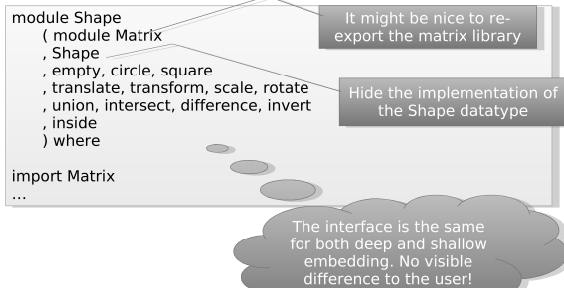 module Shape
( module Matrix
, Shape
, empty, circle, square
, translate, transform, scale, rotate
, union, intersect, difference, invert
, inside
) where
import Matrix
…
It might be nice to re-
export the matrix library
Hide the implementation of
the Shape datatype
The interface is the same
for both deep and shallow
embedding. No visible
difference to the user!